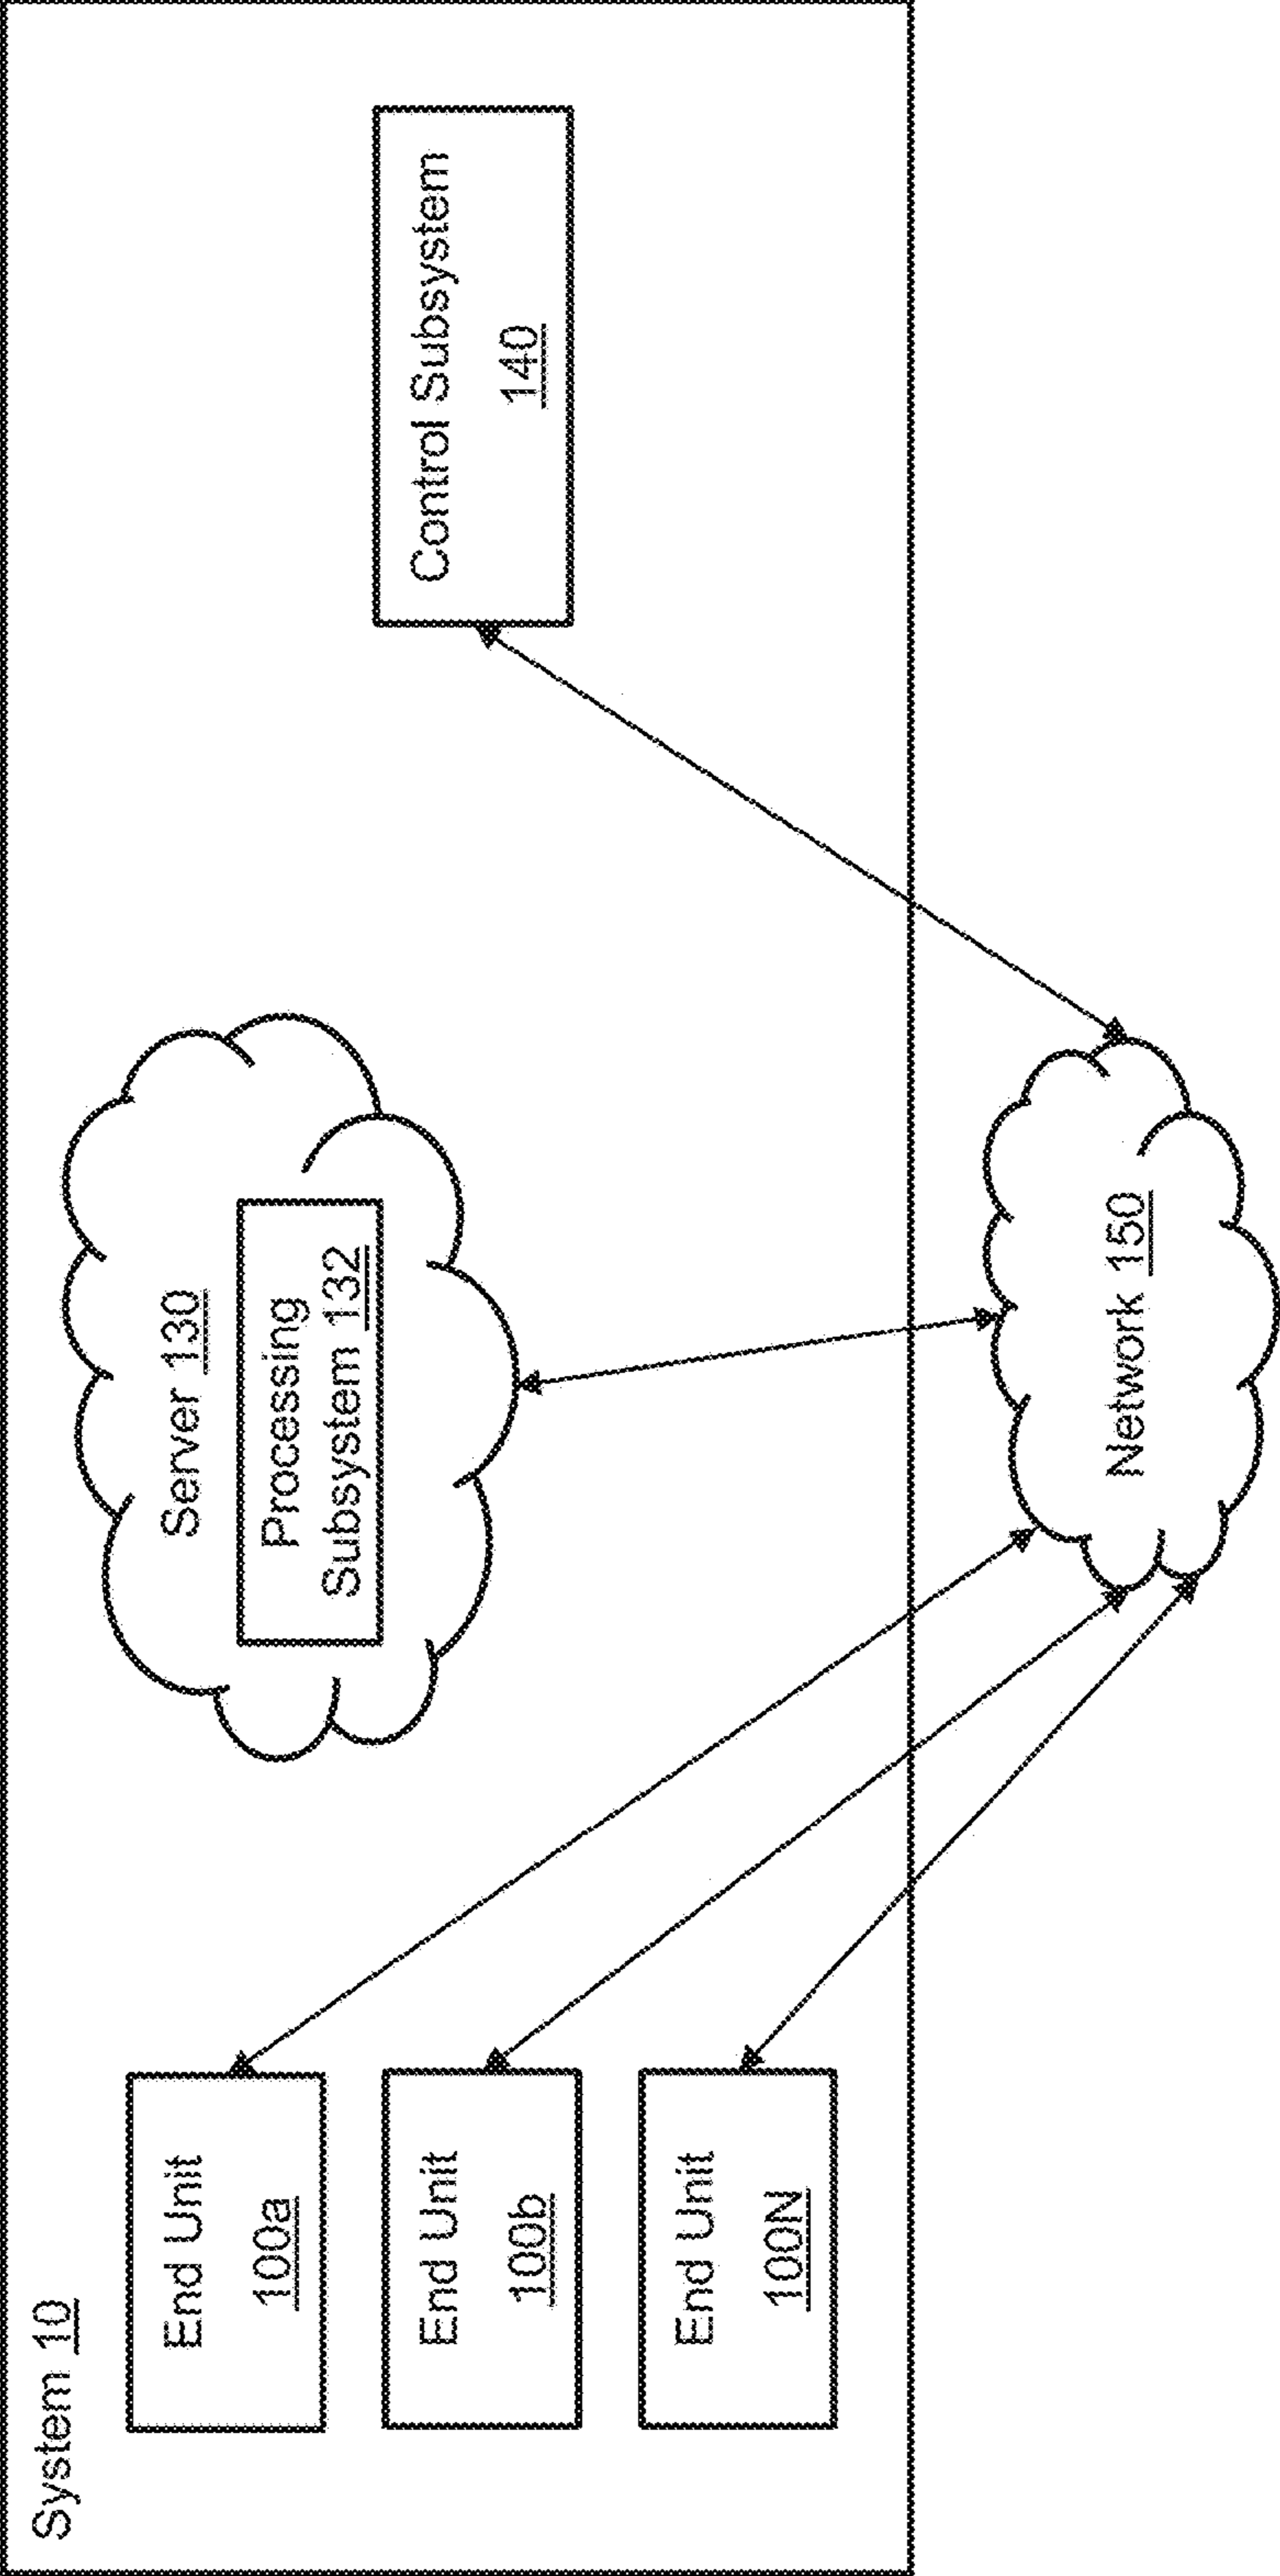 System 10
End Unit
100a
End Unit
100b
End Unit
100N
Server 130
Processing
Subsystem 132
Control Subsystem
140
Network 150